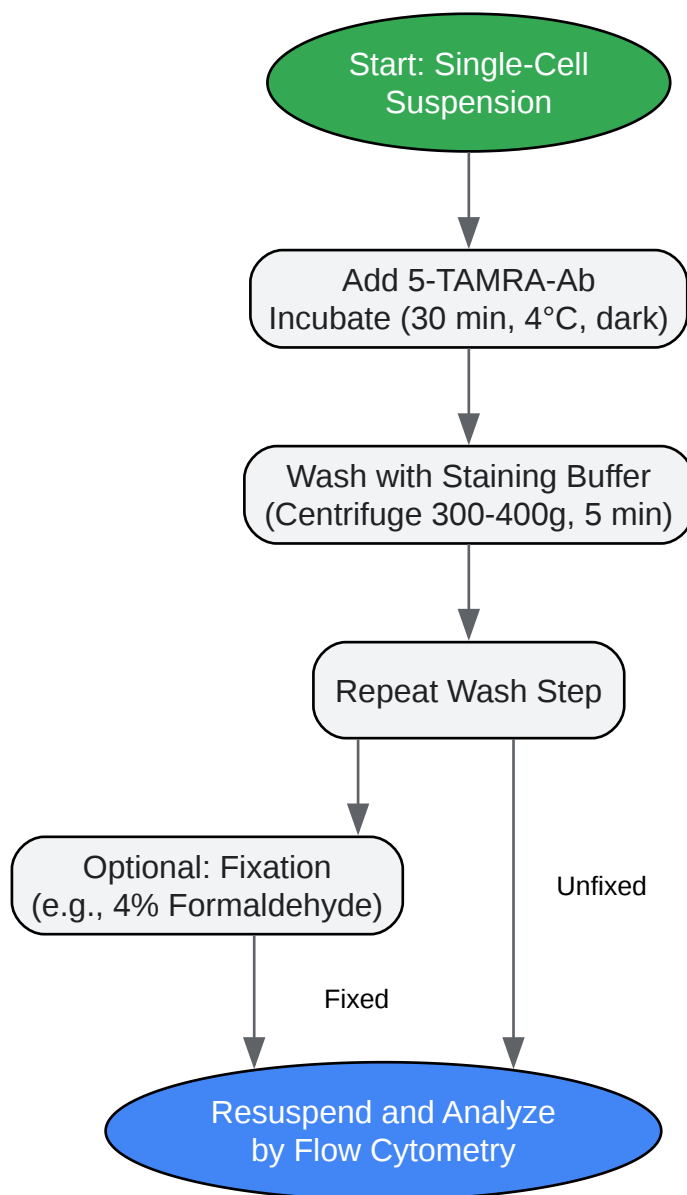 Start: Single-Cell
Suspension
Add 5-TAMRA-Ab
Incubate (30 min, 4°C, dark)
Wash with Staining Buffer
(Centrifuge 300-400g, 5 min)
Repeat Wash Step
Optional: Fixation
(e.g., 4% Formaldehyde)
Unfixed
Fixed
Resuspend and Analyze
by Flow Cytometry